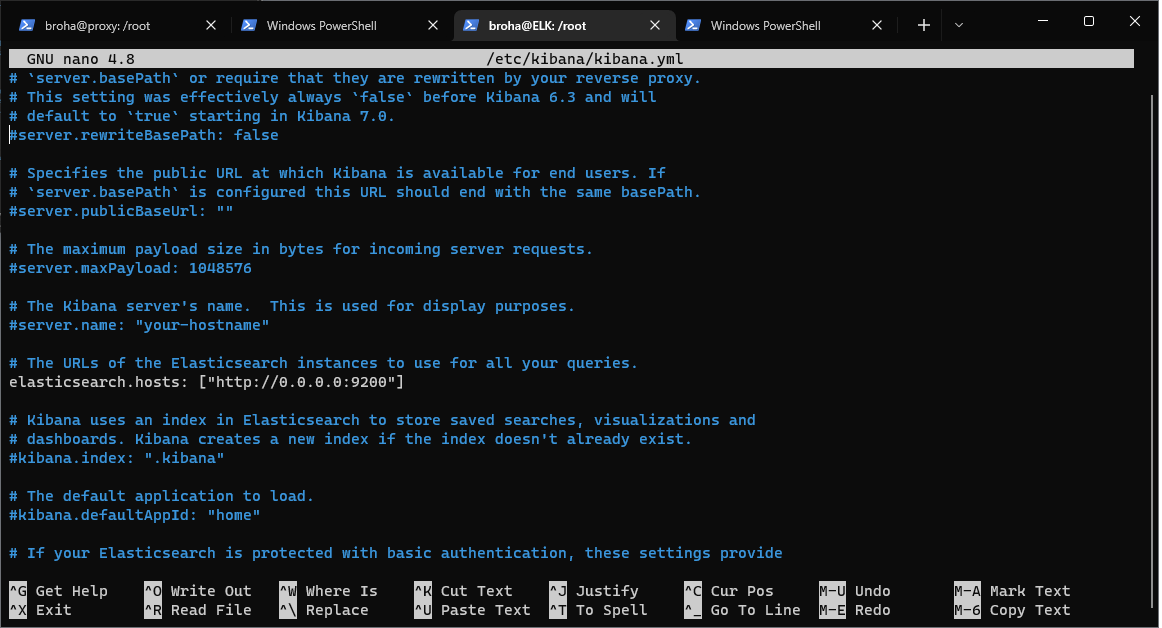 broha@proxy: /root
Windows PowerShell
broha@ELK: /root
Windows PowerShell
GNU nano 4.8 /etc/kibana/kibana.yml
# `server.basePath` or require that they are rewritten by your reverse proxy.
# This setting was effectively always `false` before Kibana 6.3 and will
# default to `true` starting in Kibana 7.0.
#server.rewriteBasePath: false
# Specifies the public URL at which Kibana is available for end users. If
# `server.basePath` is configured this URL should end with the same basePath.
#server.publicBaseUrl: ""
# The maximum payload size in bytes for incoming server requests.
#server.maxPayload: 1048576
# The Kibana server's name.  This is used for display purposes.
#server.name: "your-hostname"
# The URLs of the Elasticsearch instances to use for all your queries.
elasticsearch.hosts: ["http://0.0.0.0:9200"]
# Kibana uses an index in Elasticsearch to store saved searches, visualizations and
# dashboards. Kibana creates a new index if the index doesn't already exist.
#kibana.index: ".kibana"
# The default application to load.
#kibana.defaultAppId: "home"
# If your Elasticsearch is protected with basic authentication, these settings provide
^G Get Help ^O Write Out ^W Where Is ^K Cut Text ^J Justify ^C Cur Pos M-U Undo M-A Mark Text
^X Exit ^R Read File ^\ Replace ^U Paste Text ^T To Spell ^_ Go To Line M-E Redo M-6 Copy Text